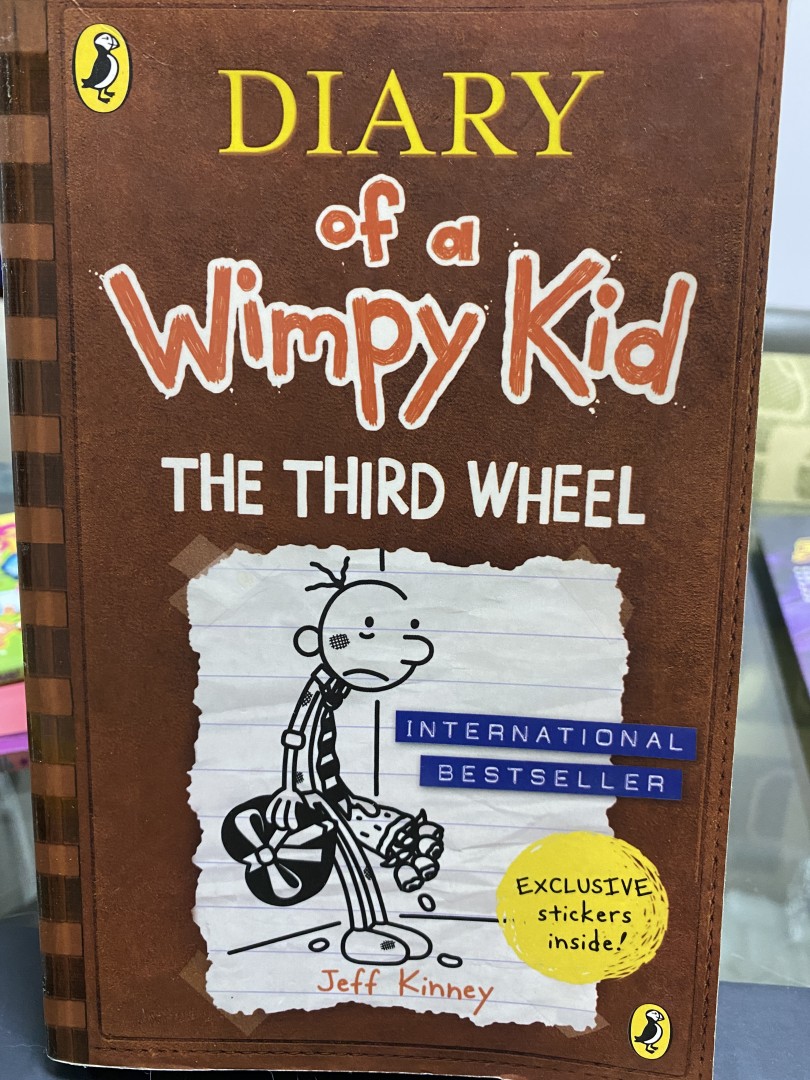 DIARY
of a
Wimpy Kid
THE THIRD WHEEL
INTERNATIONAL
BESTSELLER
EXCLUSIVE
stickers
inside!
Jeff Kinney